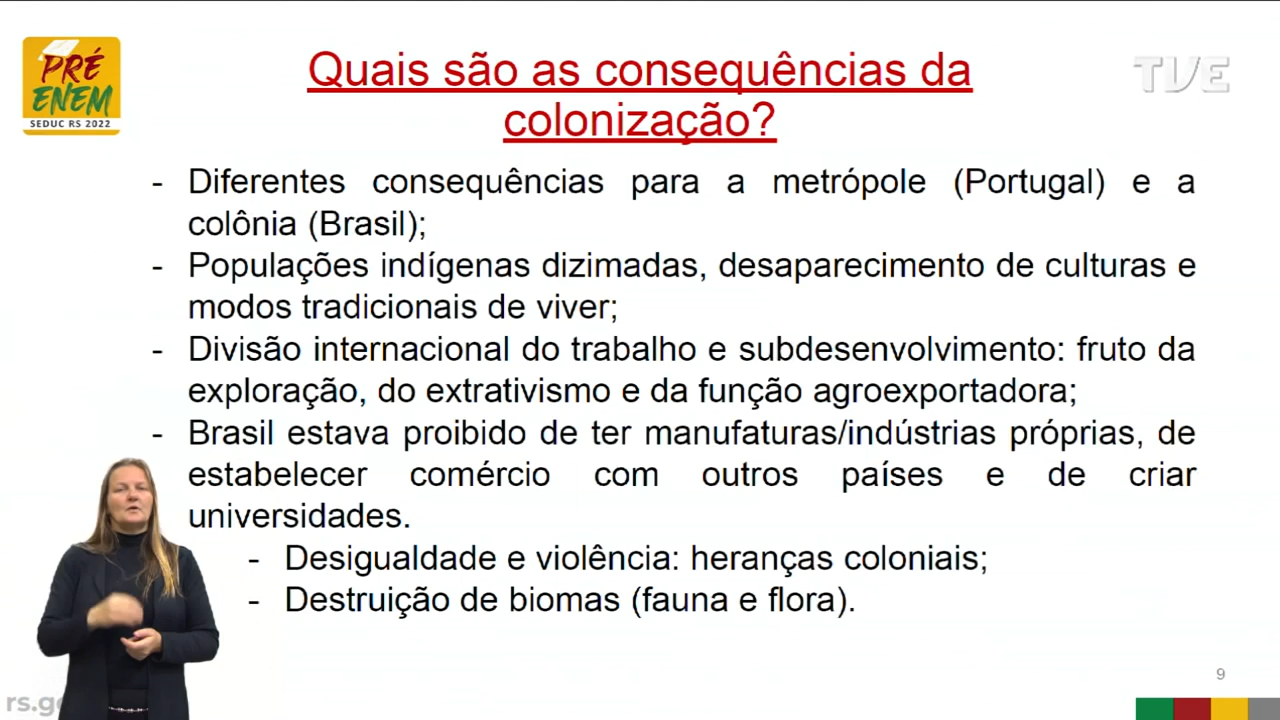 PRÉ
ENEM
SEDUC RS 2022
TVE
Quais são as consequências da
colonização?
- Diferentes consequências para a metrópole (Portugal) e a
colônia (Brasil);
- Populações indígenas dizimadas, desaparecimento de culturas e
modos tradicionais de viver;
- Divisão internacional do trabalho e subdesenvolvimento: fruto da
exploração, do extrativismo e da função agroexportadora;
- Brasil estava proibido de ter manufaturas/indústrias próprias, de
estabelecer comércio com outros países e de criar
universidades.
- Desigualdade e violência: heranças coloniais;
- Destruição de biomas (fauna e flora).
9